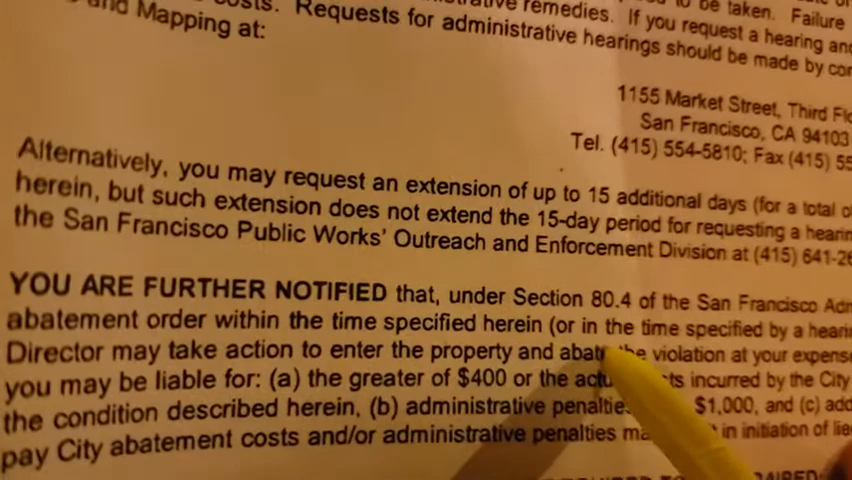 to be taken. Failure
remedies. If you request a hearing and
costs. Requests for administrative hearings should be made by
and Mapping at:
1155 Market Street, Third
San Francisco, CA 94103
Tel. (415) 554-5810; Fax (415)
Alternatively, you may request an extension of up to 15 additional days (for a total
herein, but such extension does not extend the 15-day period for requesting a
the San Francisco Public Works' Outreach and Enforcement Division at (415)
YOU ARE FURTHER NOTIFIED that, under Section 80.4 of the San Francisco
abatement order within the time specified herein (or in the time specified by a
Director may take action to enter the property and the violation at your
you may be liable for: (a) the greater of $400 or the incurred by the City
the condition described herein, (b) administrative $1,000, and (c)
pay City abatement costs and/or administrative penalties in initiation of